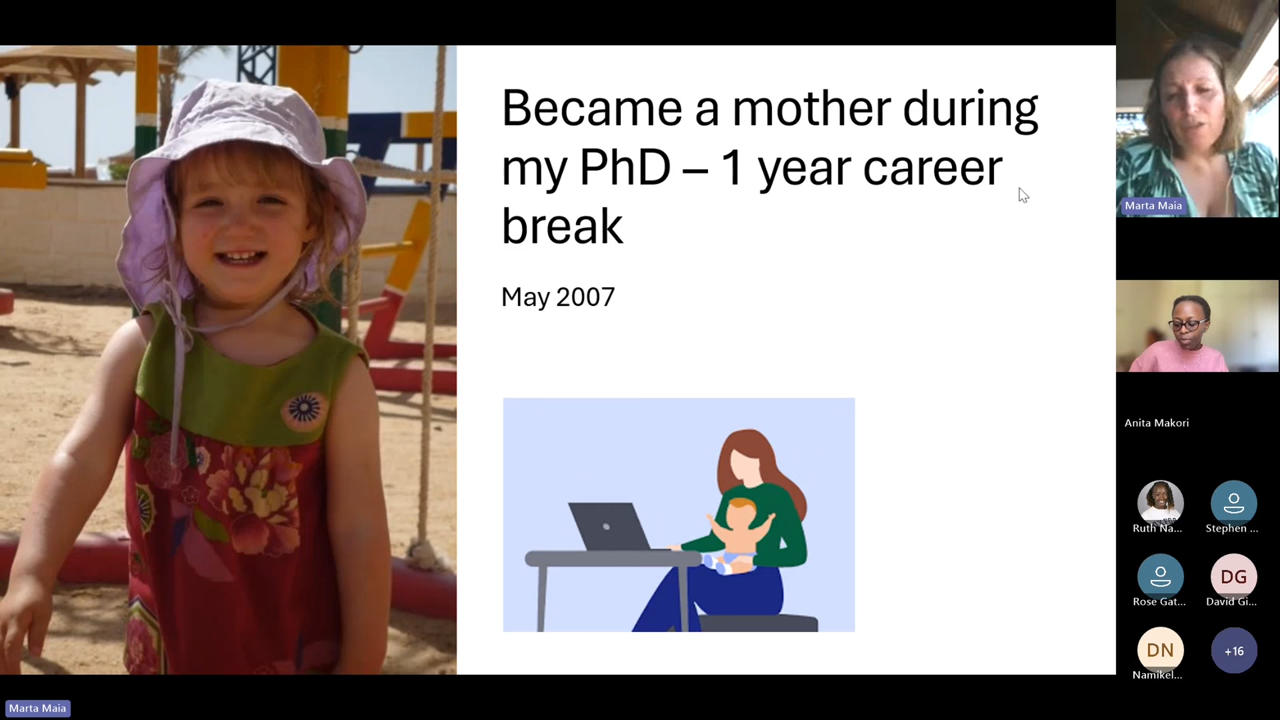 Became a mother during
my PhD – 1 year career
break
May 2007
Marta Maia
Anita Makori
Ruth Na...
Stephen ...
Rose Gat...
DG
David Gi...
DN
Namikel...
+16
Marta Maia